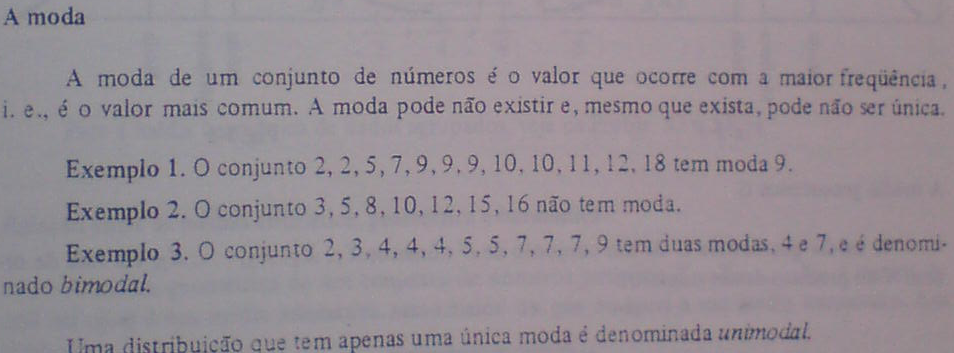 A moda
A moda de um conjunto de números é o valor que ocorre com a maior freqüência,
i. e., é o valor mais comum. A moda pode não existir e, mesmo que exista, pode não ser única.
Exemplo 1. O conjunto 2, 2, 5, 7, 9, 9, 9, 10, 10, 11, 12, 18 tem moda 9.
Exemplo 2. O conjunto 3, 5, 8, 10, 12, 15, 16 não tem moda.
Exemplo 3. O conjunto 2, 3, 4, 4, 4, 5, 5, 7, 7, 7, 9 tem duas modas, 4 e 7, e é denomi-
nado bimodal.
Uma distribuição que tem apenas uma única moda é denominada unimodal.